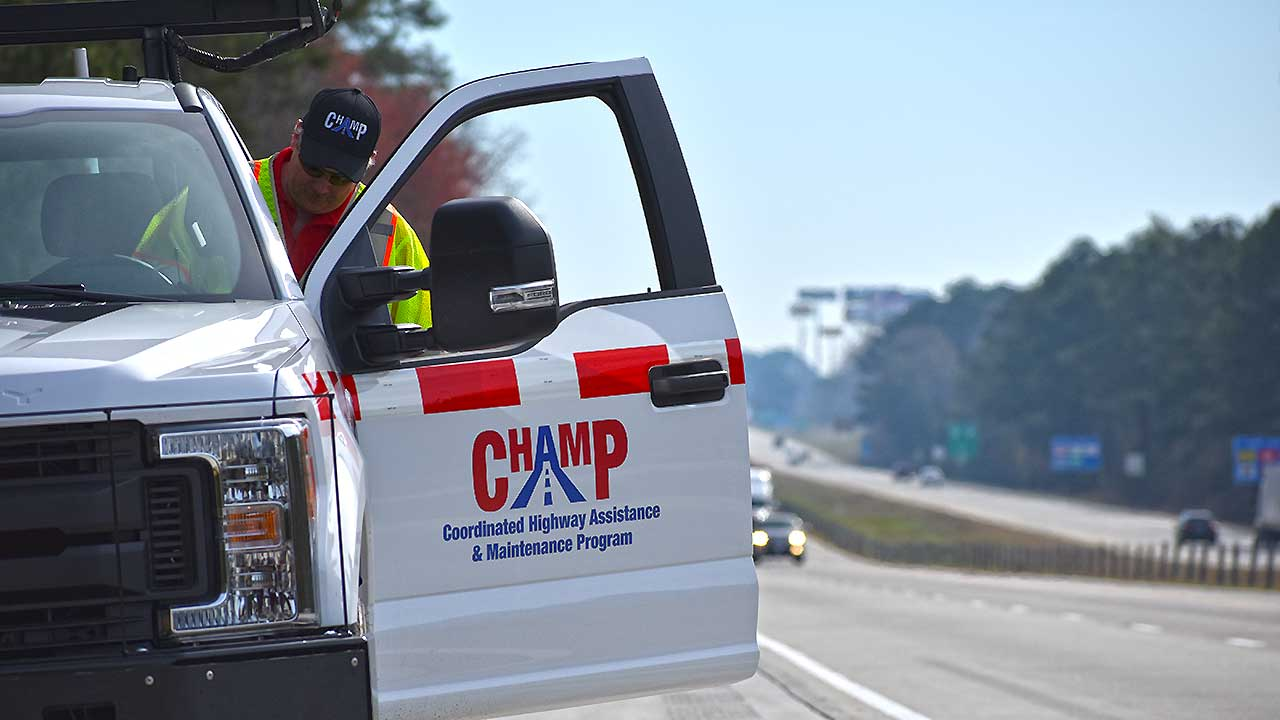 CHAMP
CHAMP
Coordinated Highway Assistance
& Maintenance Program